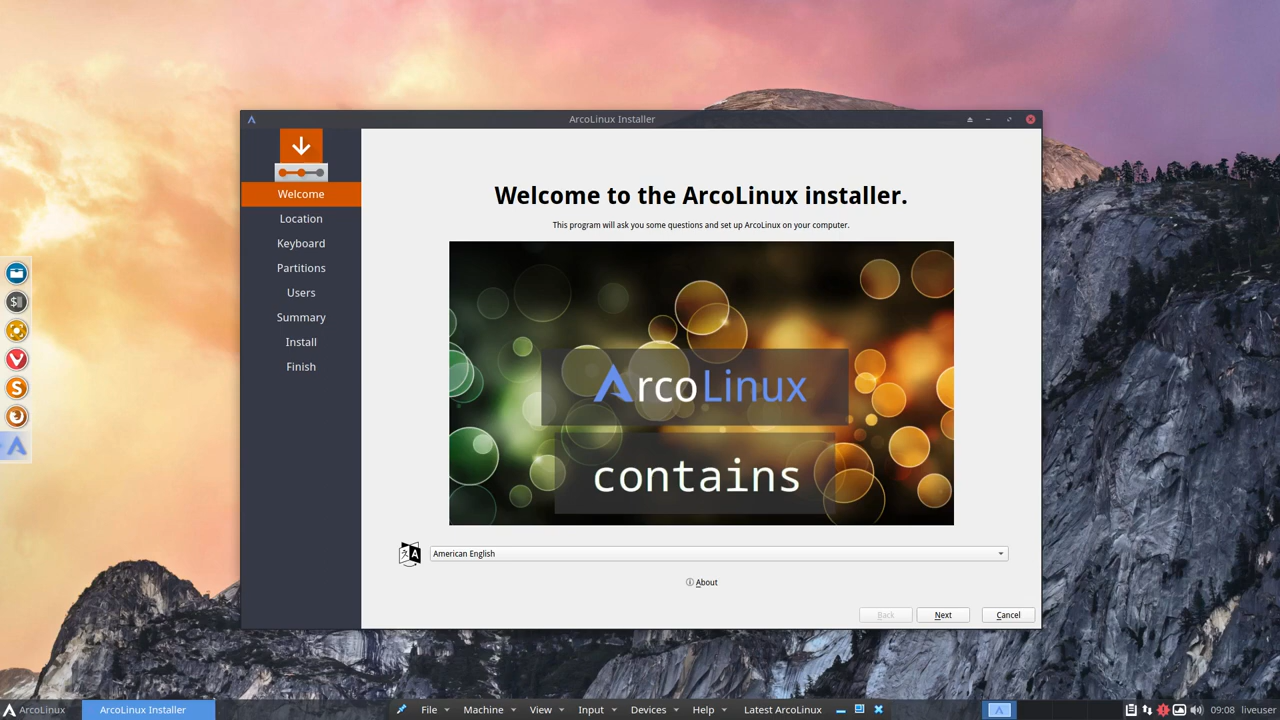 ArcoLinux Installer
Welcome
Location
Keyboard
Partitions
Users
Summary
Install
Finish
Welcome to the ArcoLinux installer.
This program will ask you some questions and set up ArcoLinux on your computer.
ArcoLinux
contains
American English
About
Back
Next
Cancel
ArcoLinux
ArcoLinux Installer
File
Machine
View
Input
Devices
Help
Latest ArcoLinux
09:08
liveuser